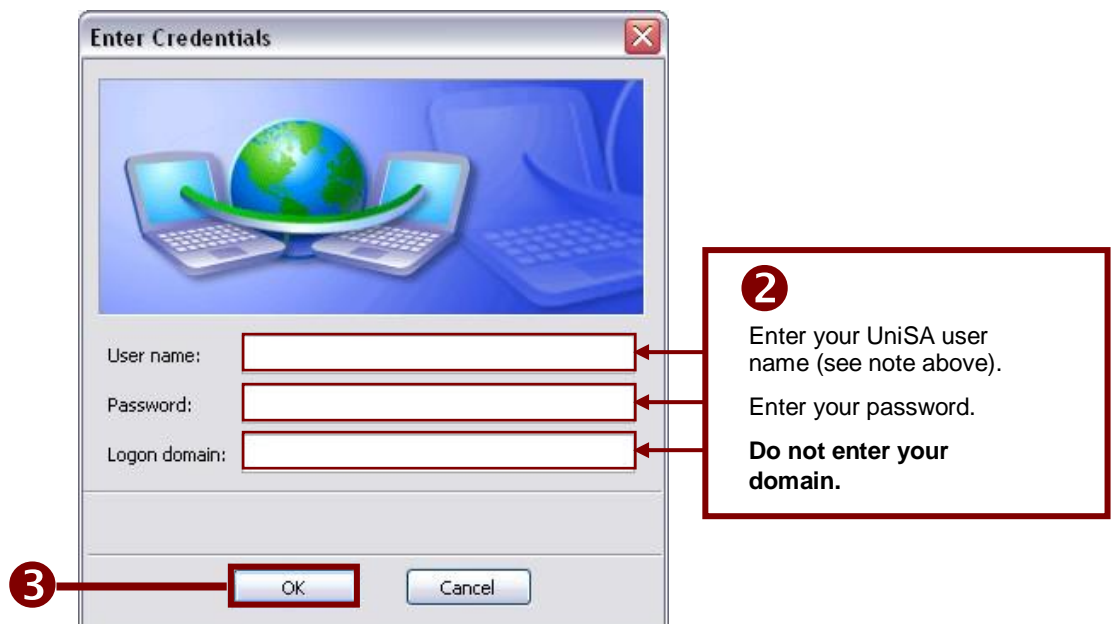 Enter Credentials
User name:
Password:
Logon domain:
2
Enter your UniSA user
name (see note above).
Enter your password.
Do not enter your
domain.
3
OK
Cancel